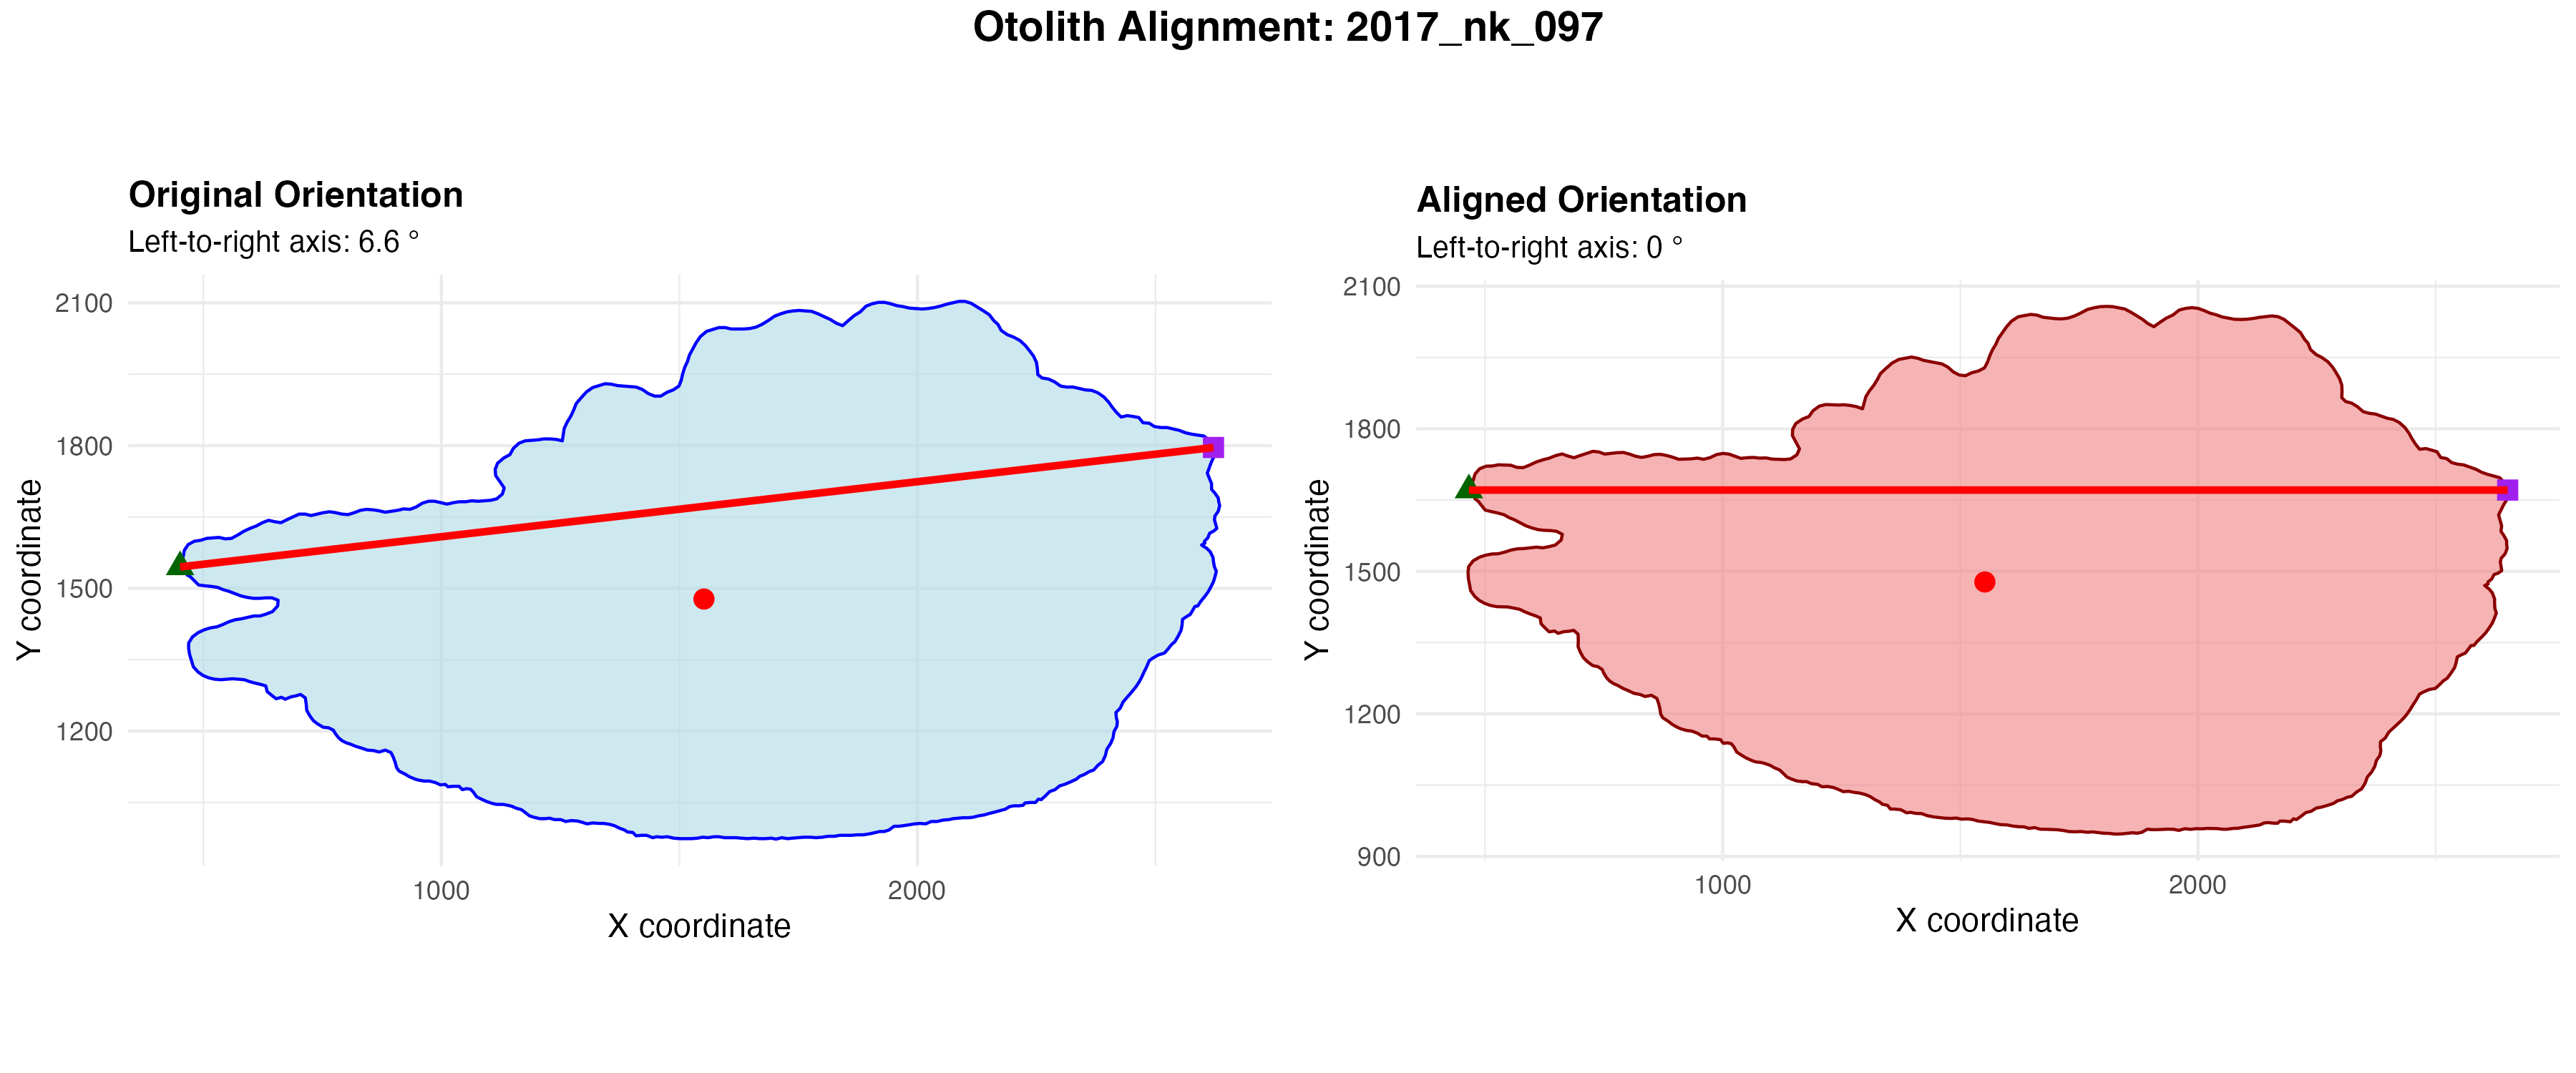 Otolith Alignment: 2017_nk_097
Original Orientation
Left-to-right axis: 6.6 °
2100
1800
1500
1200
Y coordinate
1000
2000
X coordinate
Aligned Orientation
Left-to-right axis: 0 °
2100
1800
1500
1200
900
Y coordinate
1000
2000
X coordinate